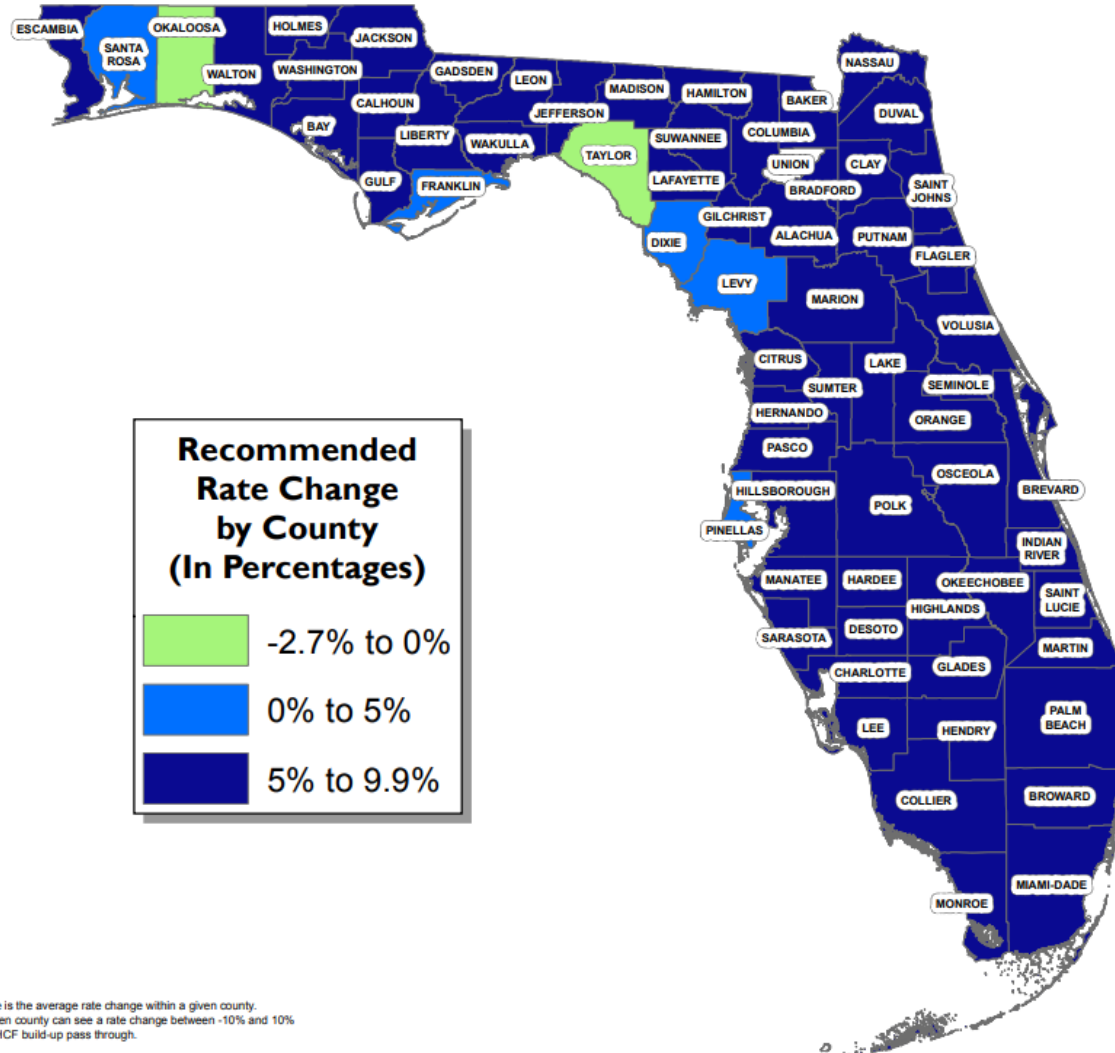 ESCAMBIA
SANTA
ROSA
OKALOOSA
WALTON
HOLMES
WASHINGTON
JACKSON
BAY
CALHOUN
GULF
LIBERTY
GADSDEN
FRANKLIN
WAKULLA
LEON
JEFFERSON
MADISON
TAYLOR
HAMILTON
SUWANNEE
LAFAYETTE
DIXIE
GILCHRIST
LEVY
COLUMBIA
BAKER
UNION
BRADFORD
ALACHUA
NASSAU
DUVAL
CLAY
SAINT
JOHNS
PUTNAM
FLAGLER
MARION
VOLUSIA
CITRUS
SUMTER
LAKE
SEMINOLE
HERNANDO
ORANGE
PASCO
OSCEOLA
HILLSBOROUGH
PINELLAS
POLK
BREVARD
INDIAN
RIVER
MANATEE
HARDEE
OKEECHOBEE
HIGHLANDS
SAINT
LUCIE
SARASOTA
DESOTO
MARTIN
CHARLOTTE
GLADES
LEE
HENDRY
PALM
BEACH
COLLIER
BROWARD
MONROE
MIAMI-DADE
Recommended
Rate Change
by County
(In Percentages)
-2.7% to 0%
0% to 5%
5% to 9.9%
is the average rate change within a given county.
county can see a rate change between -10% and 10%
build-up pass through.